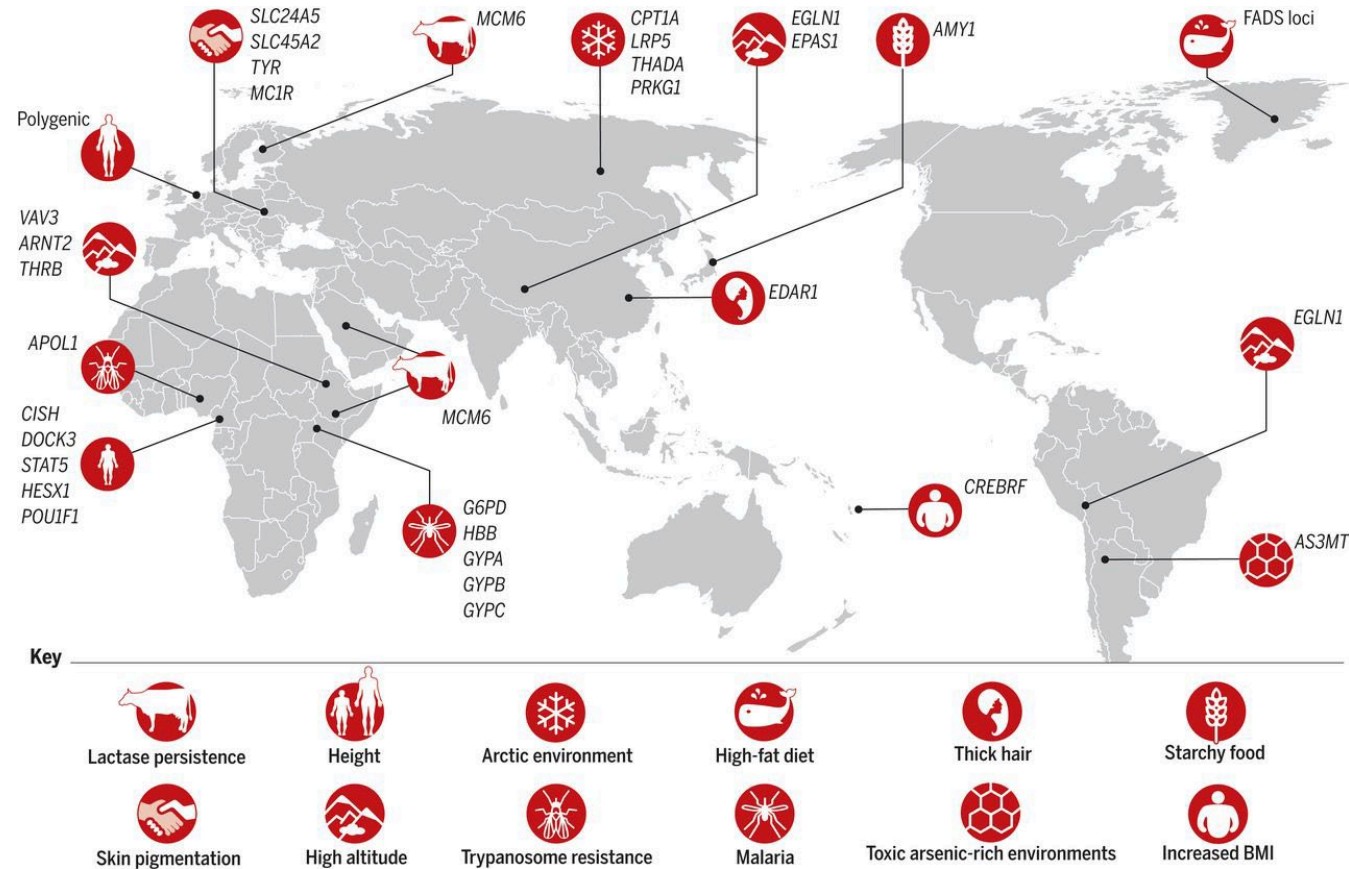 SLC24A5
SLC45A2
TYR
MC1R
MCM6
CPT1A
LRP5
THADA
PRKG1
EGLN1
EPAS1
AMY1
FADS loci
Polygenic
VAV3
ARNT2
THRB
EDAR1
EGLN1
APOL1
MCM6
CISH
DOCK3
STAT5
HESX1
POU1F1
G6PD
HBB
GYPA
GYPB
GYPC
CREBRF
AS3MT
Key
Lactase persistence
Height
Arctic environment
High-fat diet
Thick hair
Starchy food
Skin pigmentation
High altitude
Trypanosome resistance
Malaria
Toxic arsenic-rich environments
Increased BMI